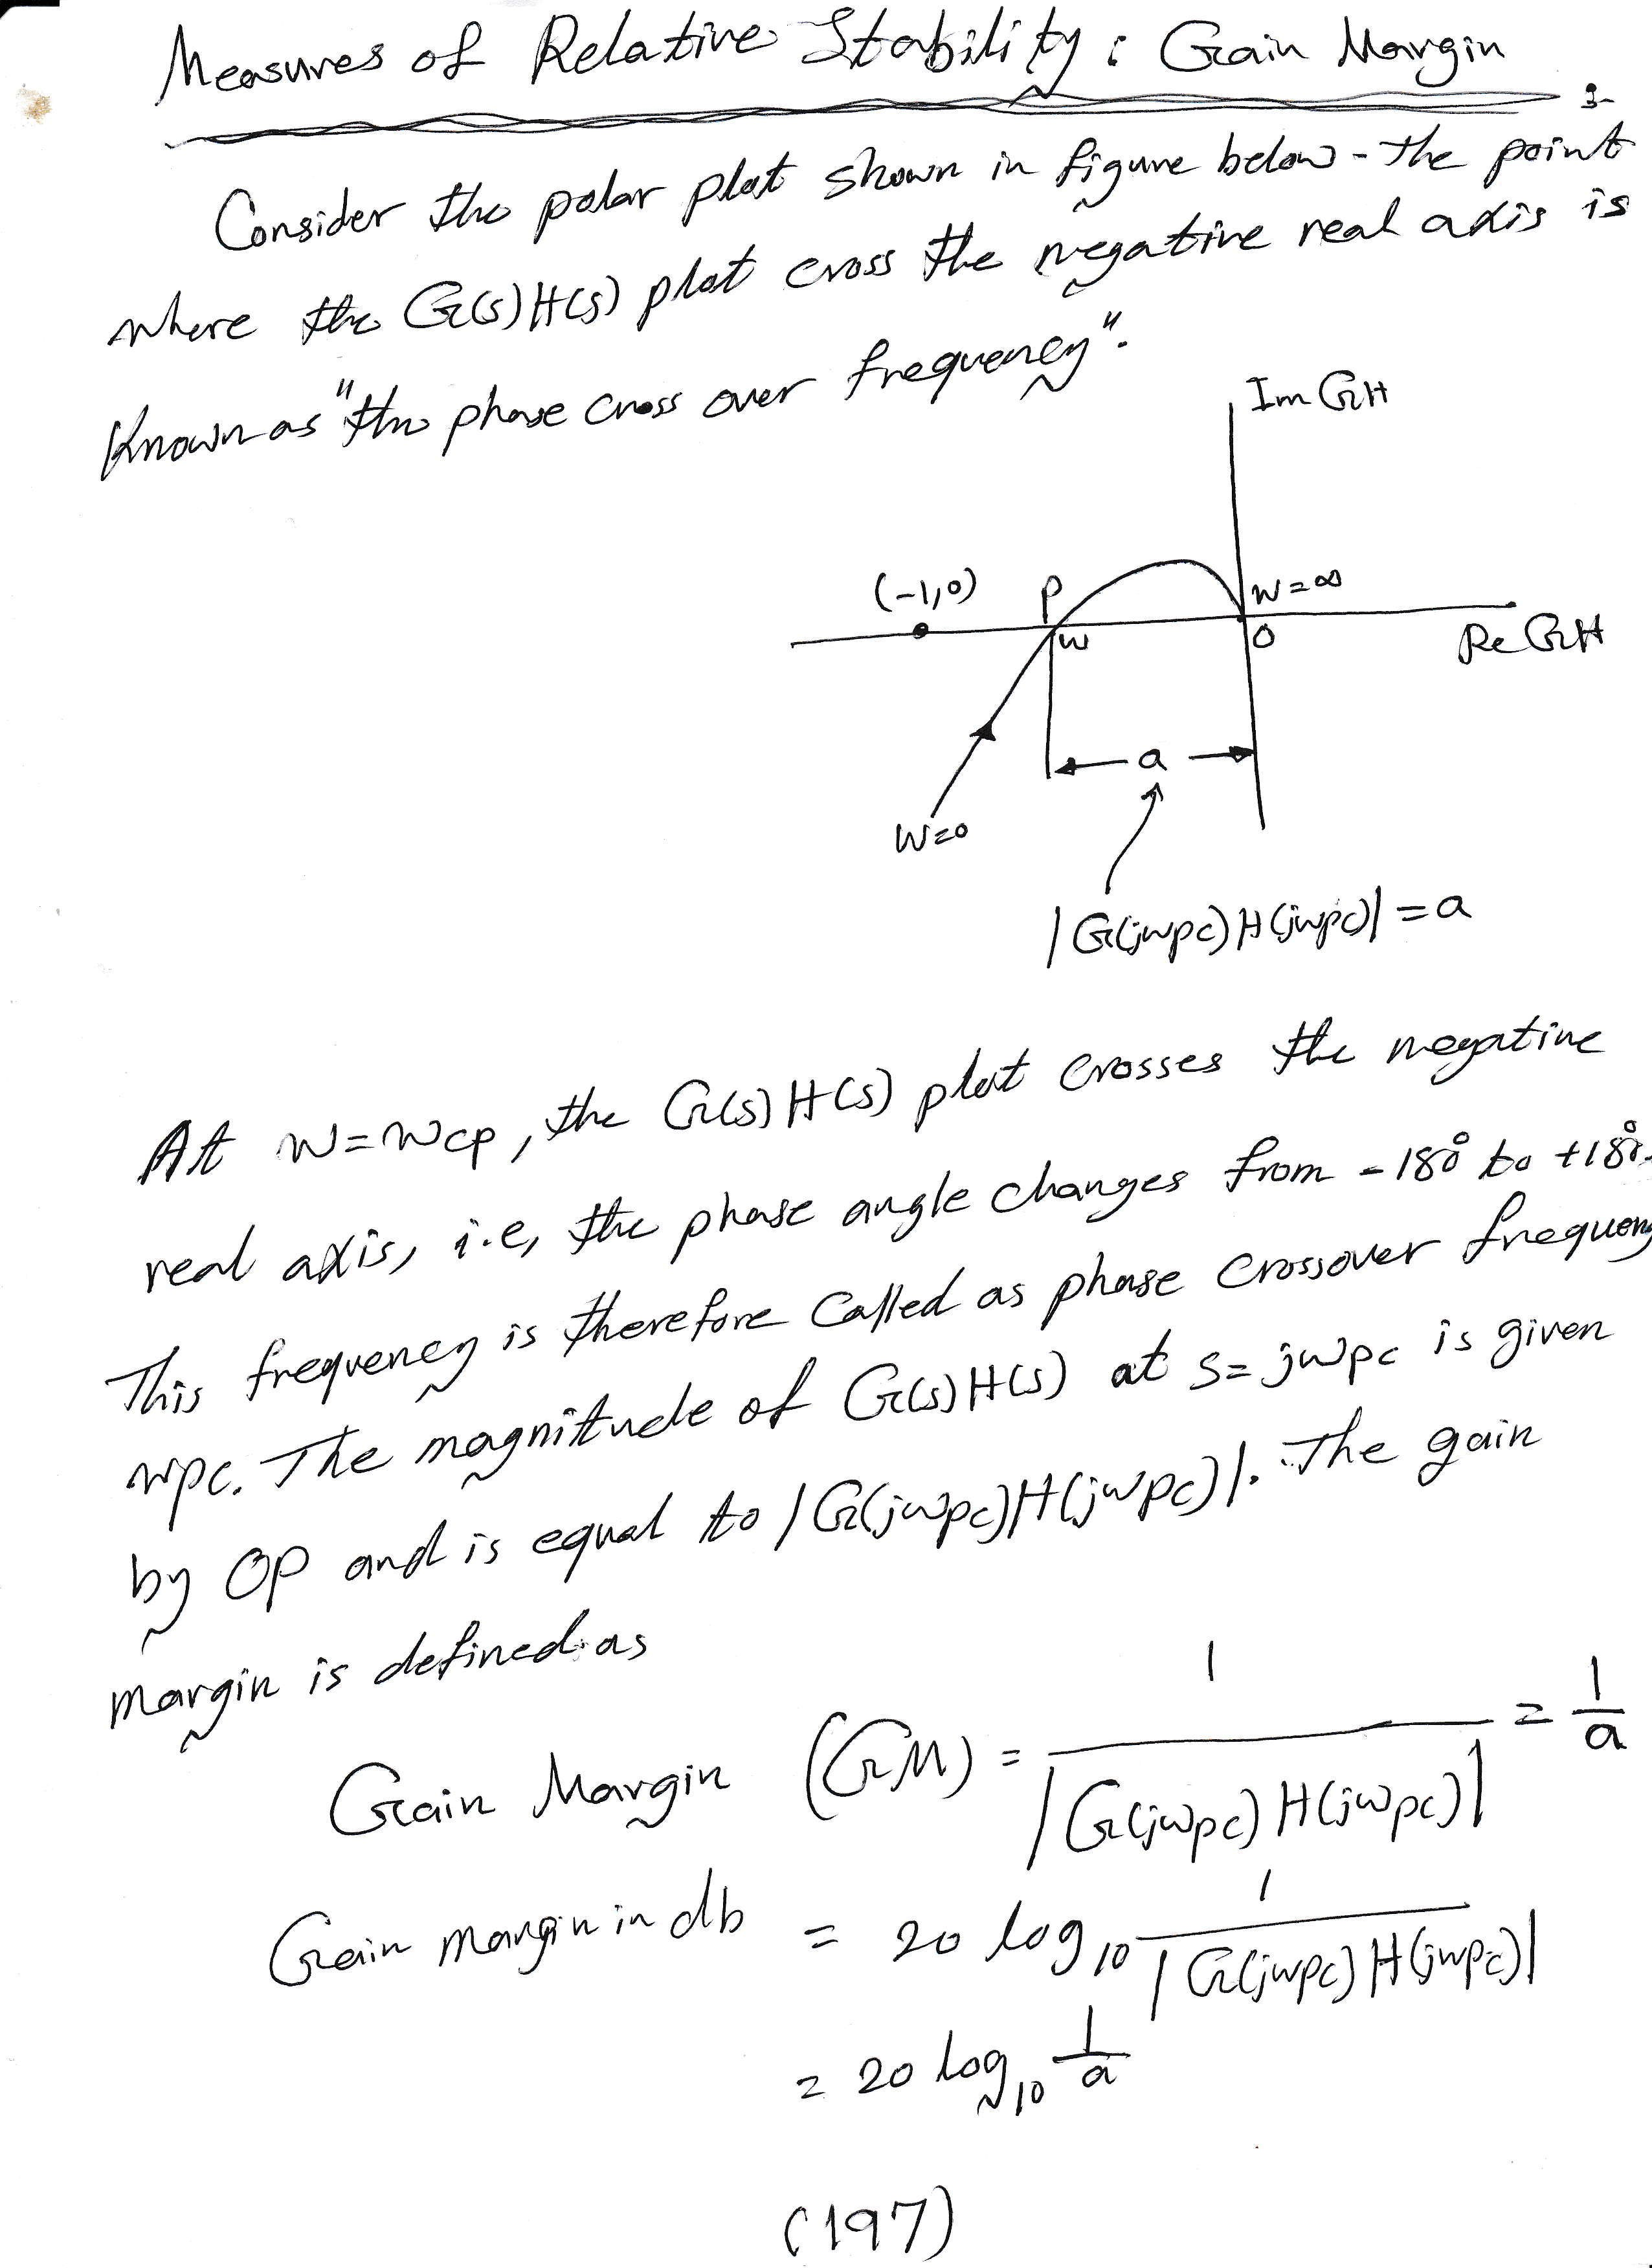 Measures of Relative Stability : Gain Margin
Consider the polar plot shown in figure below - The point
where the G(s)H(s) plot cross the negative real axis is
Known as "the phase cross over frequency".
Im GH
(-1,0) P w=∞
w 0 Re GH
a
w=0
|G(jwpc)H(jwpc)| = a
At w=wcp, the G(s)H(s) plot crosses the negative
real axis, i.e, the phase angle changes from -180° to +180°.
This frequency is therefore called as phase crossover frequency
wpc. The magnitude of G(s)H(s) at s=jwpc is given
by OP and is equal to |G(jwpc)H(jwpc)|. The gain
margin is defined as
Gain Margin (GM) = 1 / |G(jwpc)H(jwpc)| = 1/a
Gain margin in db = 20 log10 1 / |G(jwpc)H(jwpc)|
= 20 log10 1/a
(197)